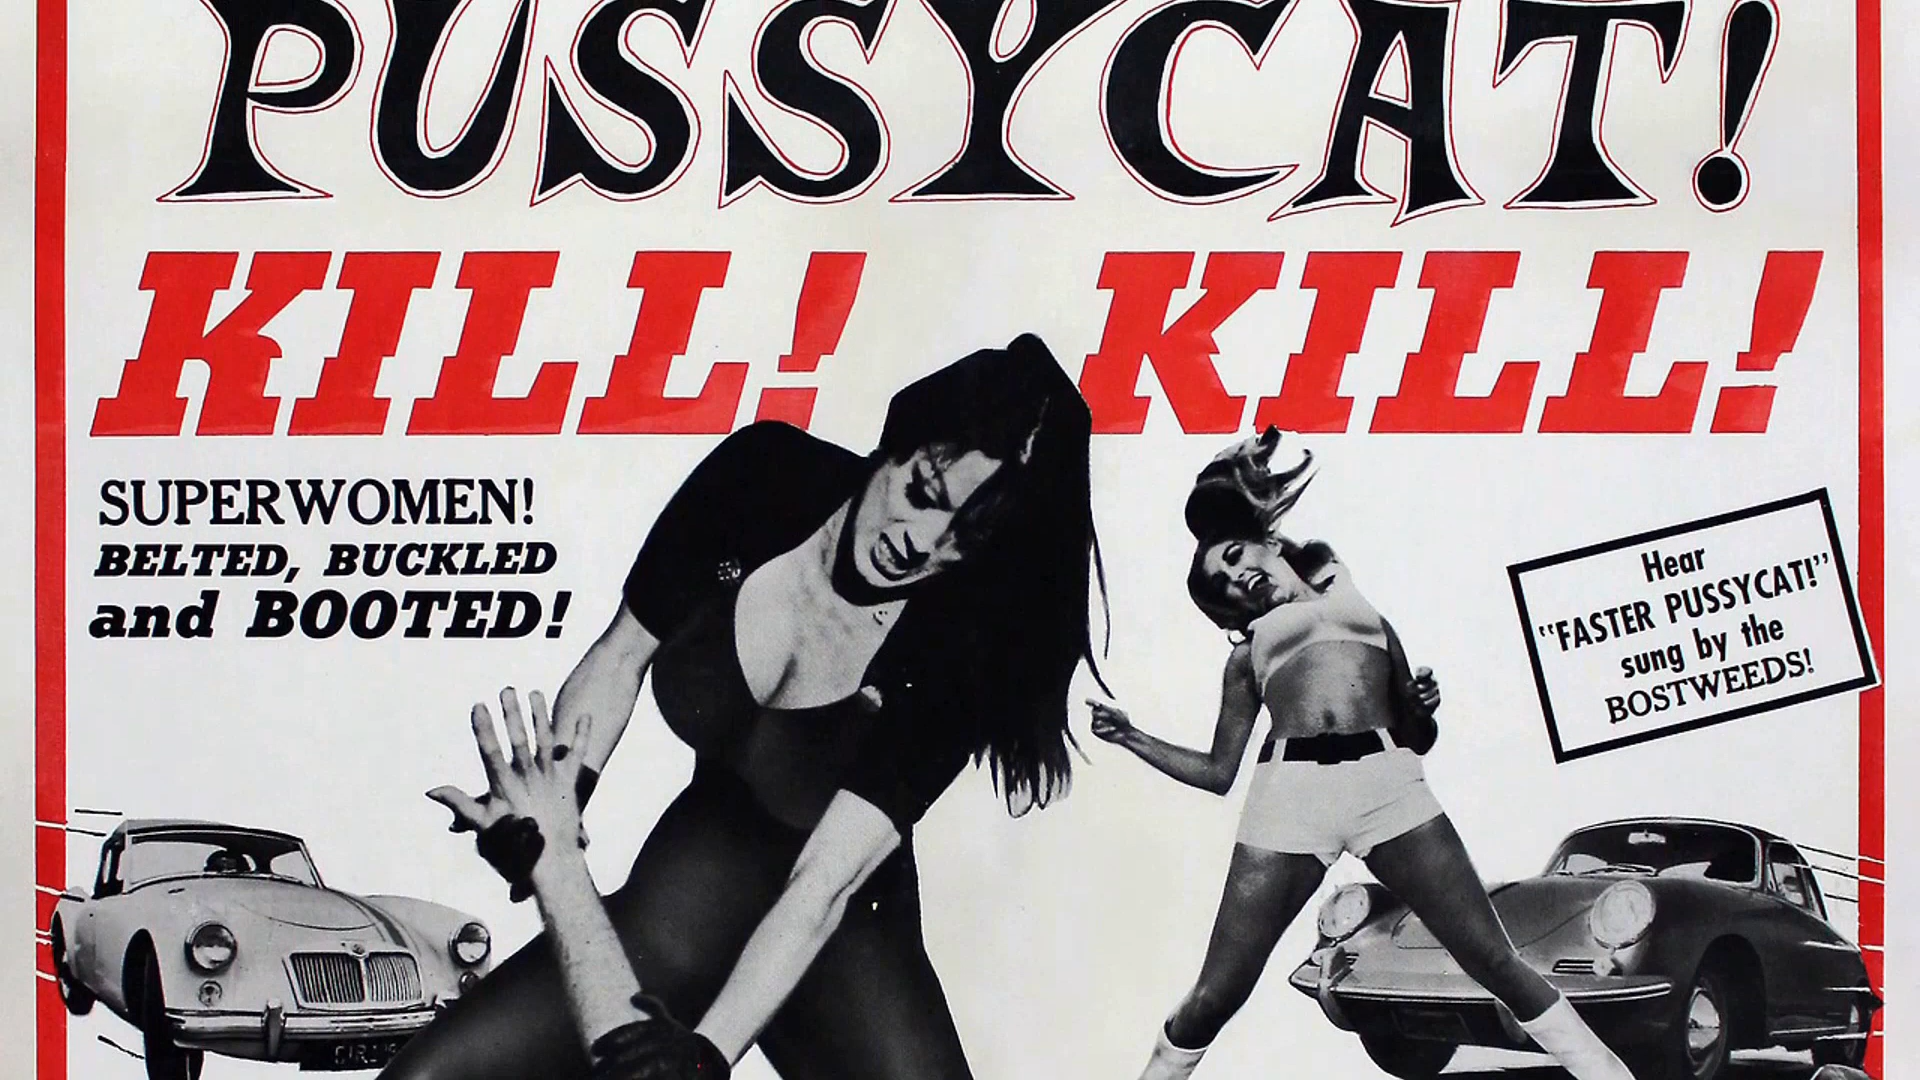 PUSSYCAT!
KILL! KILL!
SUPERWOMEN!
BELTED, BUCKLED
and BOOTED!
Hear
"FASTER PUSSYCAT!"
sung by the
BOSTWEEDS!